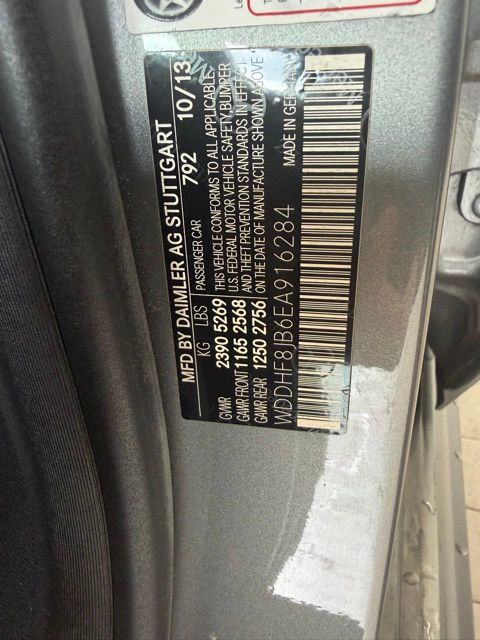 MFD BY DAIMLER AG STUTTGART
792 10/13
KG LBS PASSENGER CAR
GVWR 2390 5269 THIS VEHICLE CONFORMS TO ALL APPLICABLE
GAWR FRONT 1165 2568 U.S. FEDERAL MOTOR VEHICLE SAFETY, BUMPER
AND THEFT PREVENTION STANDARDS IN EFFECT
GAWR REAR 1250 2756 ON THE DATE OF MANUFACTURE SHOWN ABOVE
WDDHF8JB6EA916284 MADE IN GERMANY